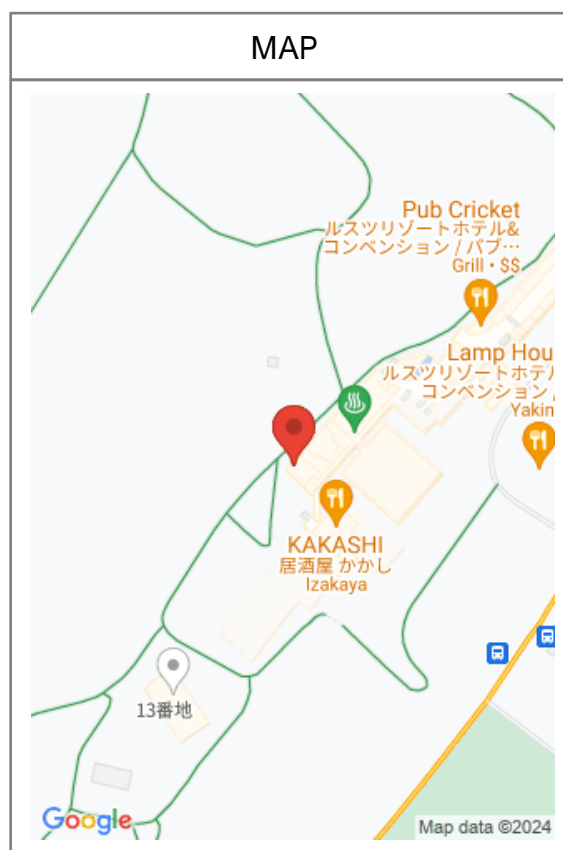 MAP
Pub Cricket
ルスツリゾートホテル&
コンベンション / パブ…
Grill • $$
Lamp Hou
ルスツリゾートホテル
コンベンション /
Yakin
KAKASHI
居酒屋 かかし
Izakaya
13番地
Google
Map data ©2024